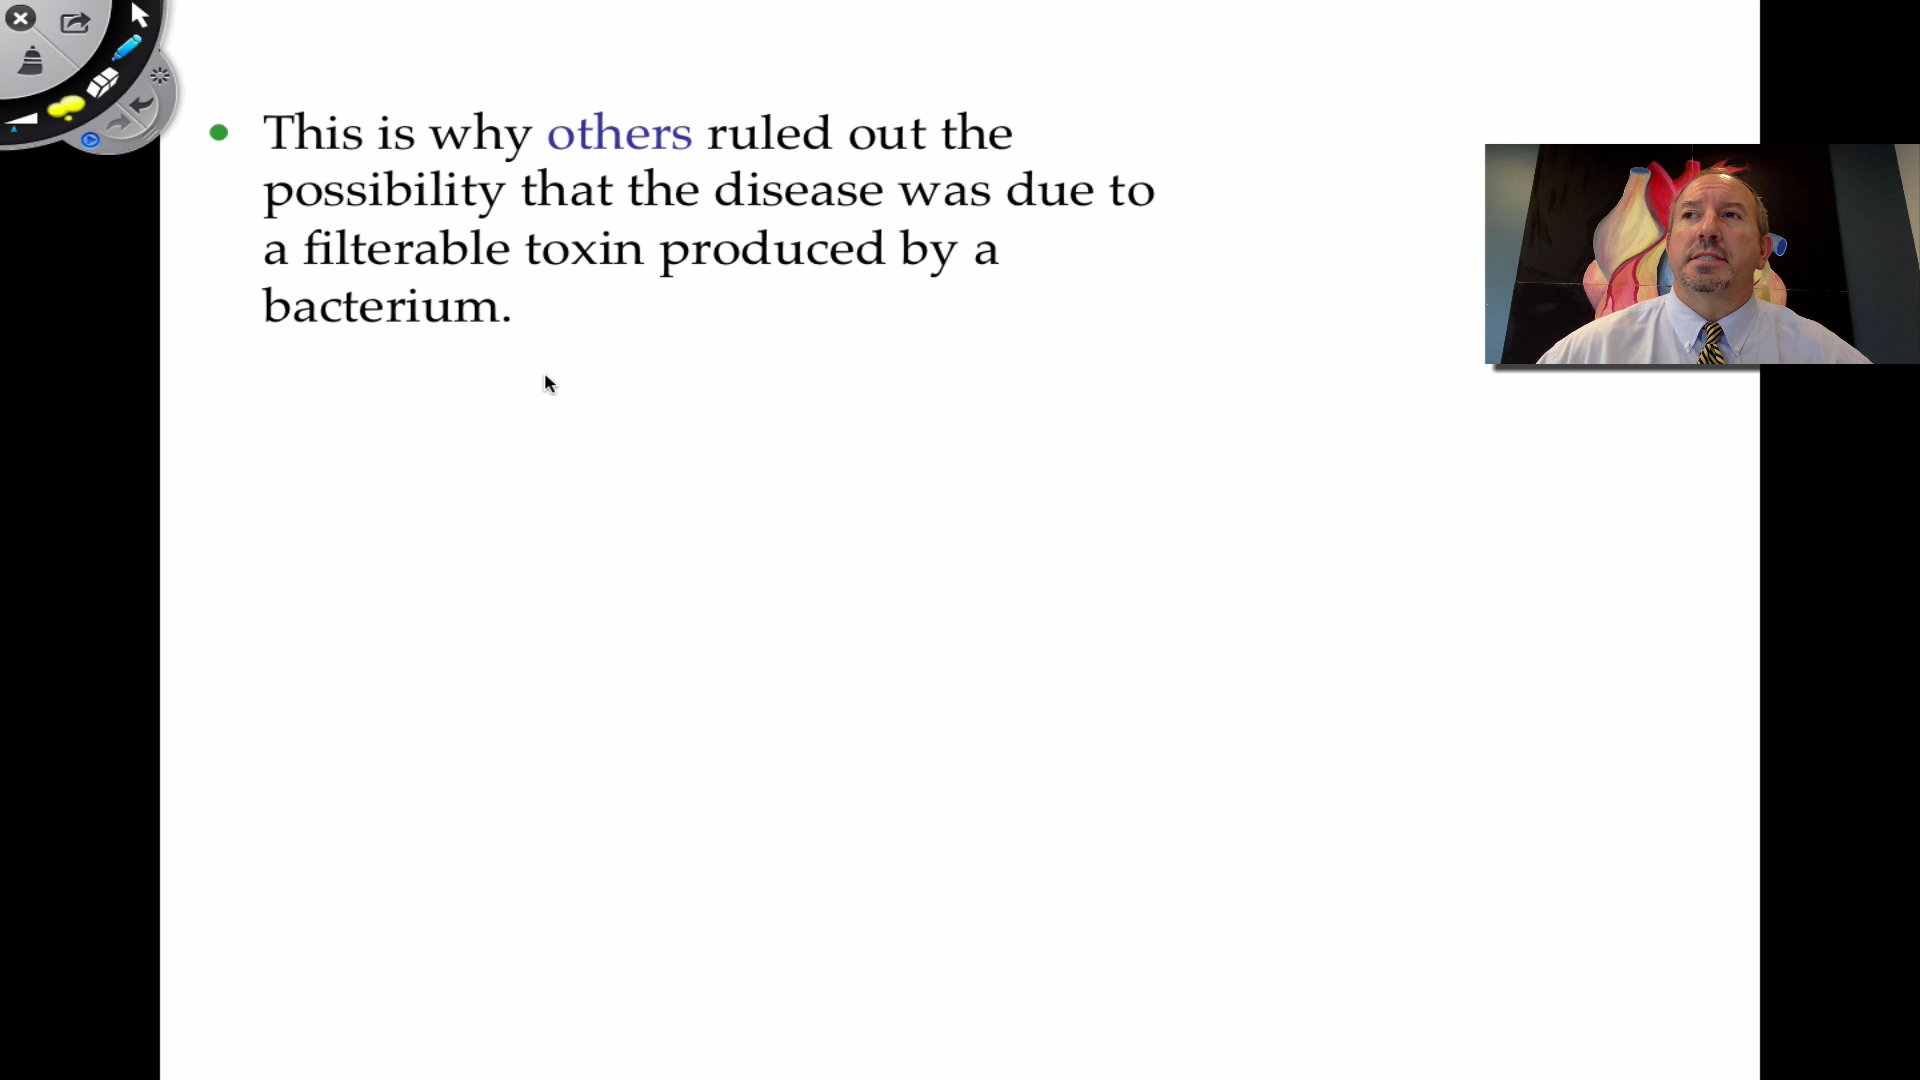 This is why others ruled out the
possibility that the disease was due to
a filterable toxin produced by a
bacterium.